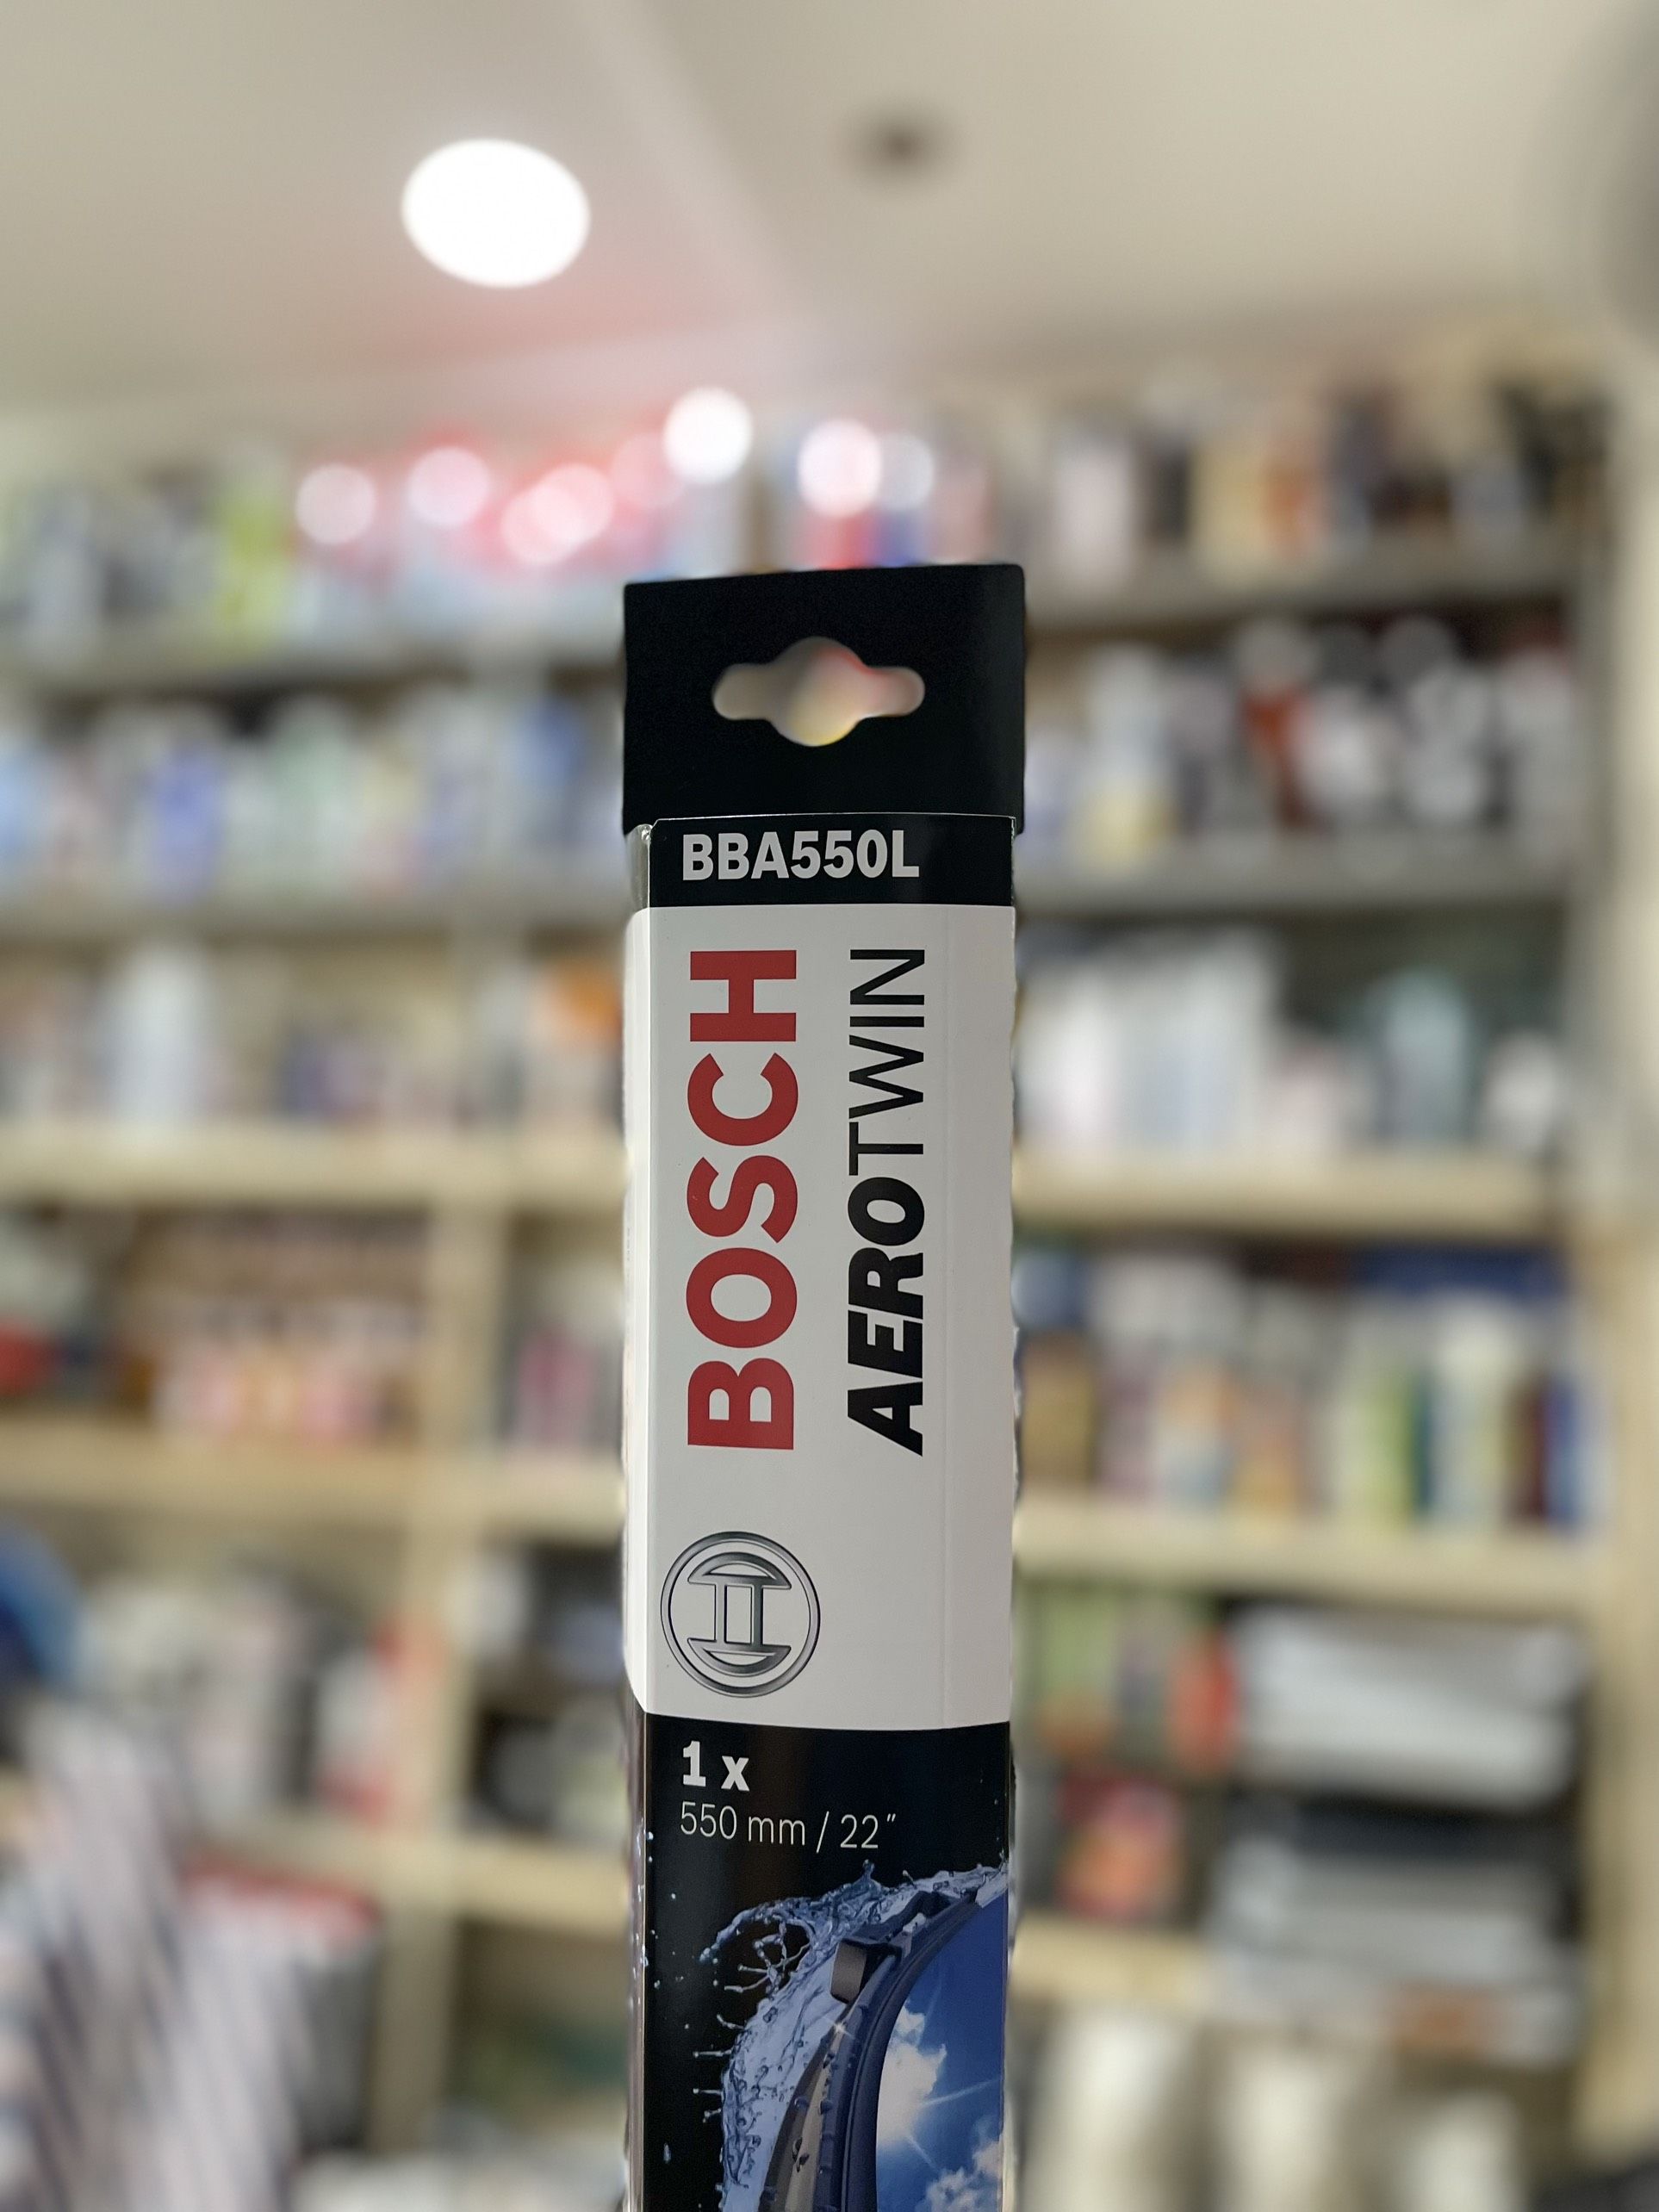 BBA550L
BOSCH
AEROTWIN
1 x
550 mm / 22"